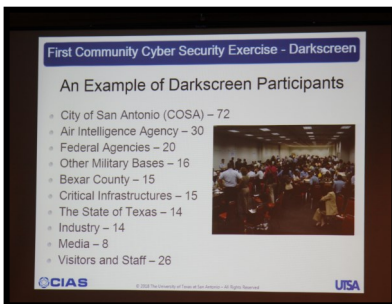 First Community Cyber Security Exercise - Darkscreen
An Example of Darkscreen Participants
City of San Antonio (COSA) – 72
Air Intelligence Agency – 30
Federal Agencies – 20
Other Military Bases – 16
Bexar County – 15
Critical Infrastructures – 15
The State of Texas – 14
Industry – 14
Media – 8
Visitors and Staff – 26
CIAS
UTSA